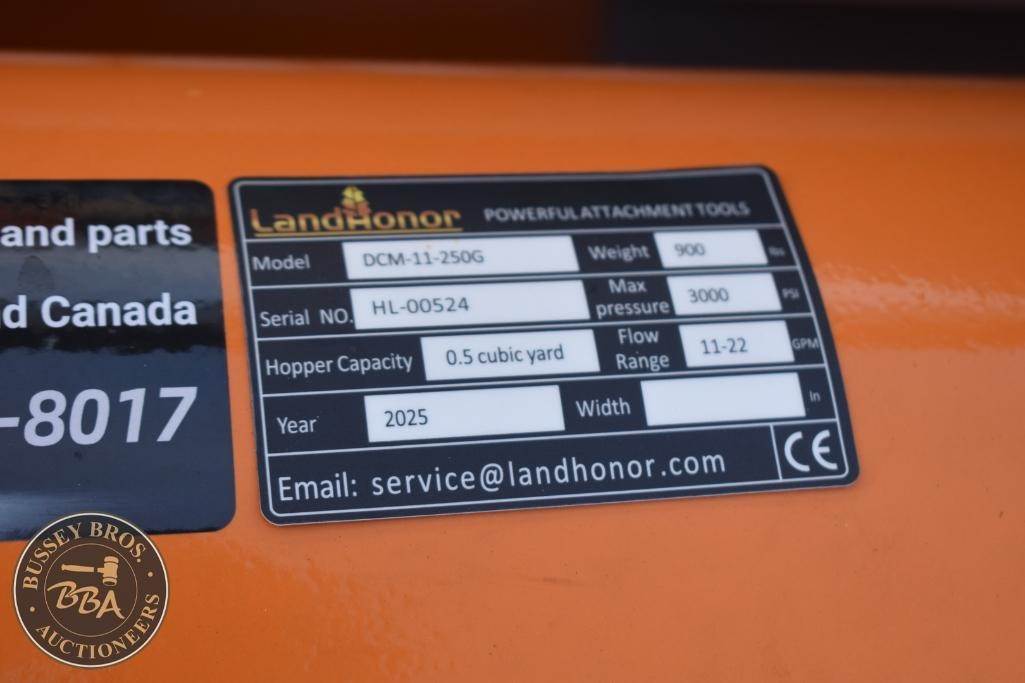 and parts
d Canada
-8017
LandHonor POWERFUL ATTACHMENT TOOLS
Model DCM-11-250G Weight 900 lbs
Serial NO. HL-00524 Max pressure 3000 PSI
Hopper Capacity 0.5 cubic yard Flow Range 11-22 GPM
Year 2025 Width In
Email: service@landhonor.com CE
BUSSEY BROS.
BBA
AUCTIONEERS